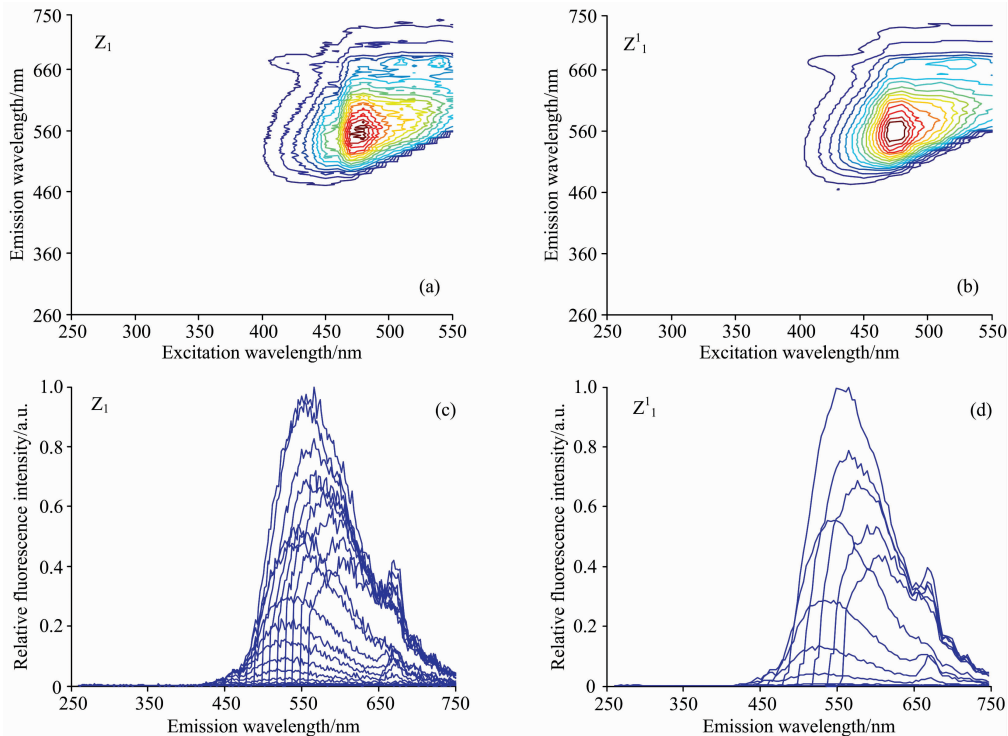 750
660
560
460
360
260
Emission wavelength/nm
Z₁
(a)
250 300 350 400 450 500 550
Excitation wavelength/nm
750
660
560
460
360
260
Emission wavelength/nm
Z¹₁
(b)
250 300 350 400 450 500 550
Excitation wavelength/nm
1.0
0.8
0.6
0.4
0.2
0
Relative fluorescence intensity/a.u.
Z₁
(c)
250 350 450 550 650 750
Emission wavelength/nm
1.0
0.8
0.6
0.4
0.2
0
Relative fluorescence intensity/a.u.
Z¹₁
(d)
250 350 450 550 650 750
Emission wavelength/nm